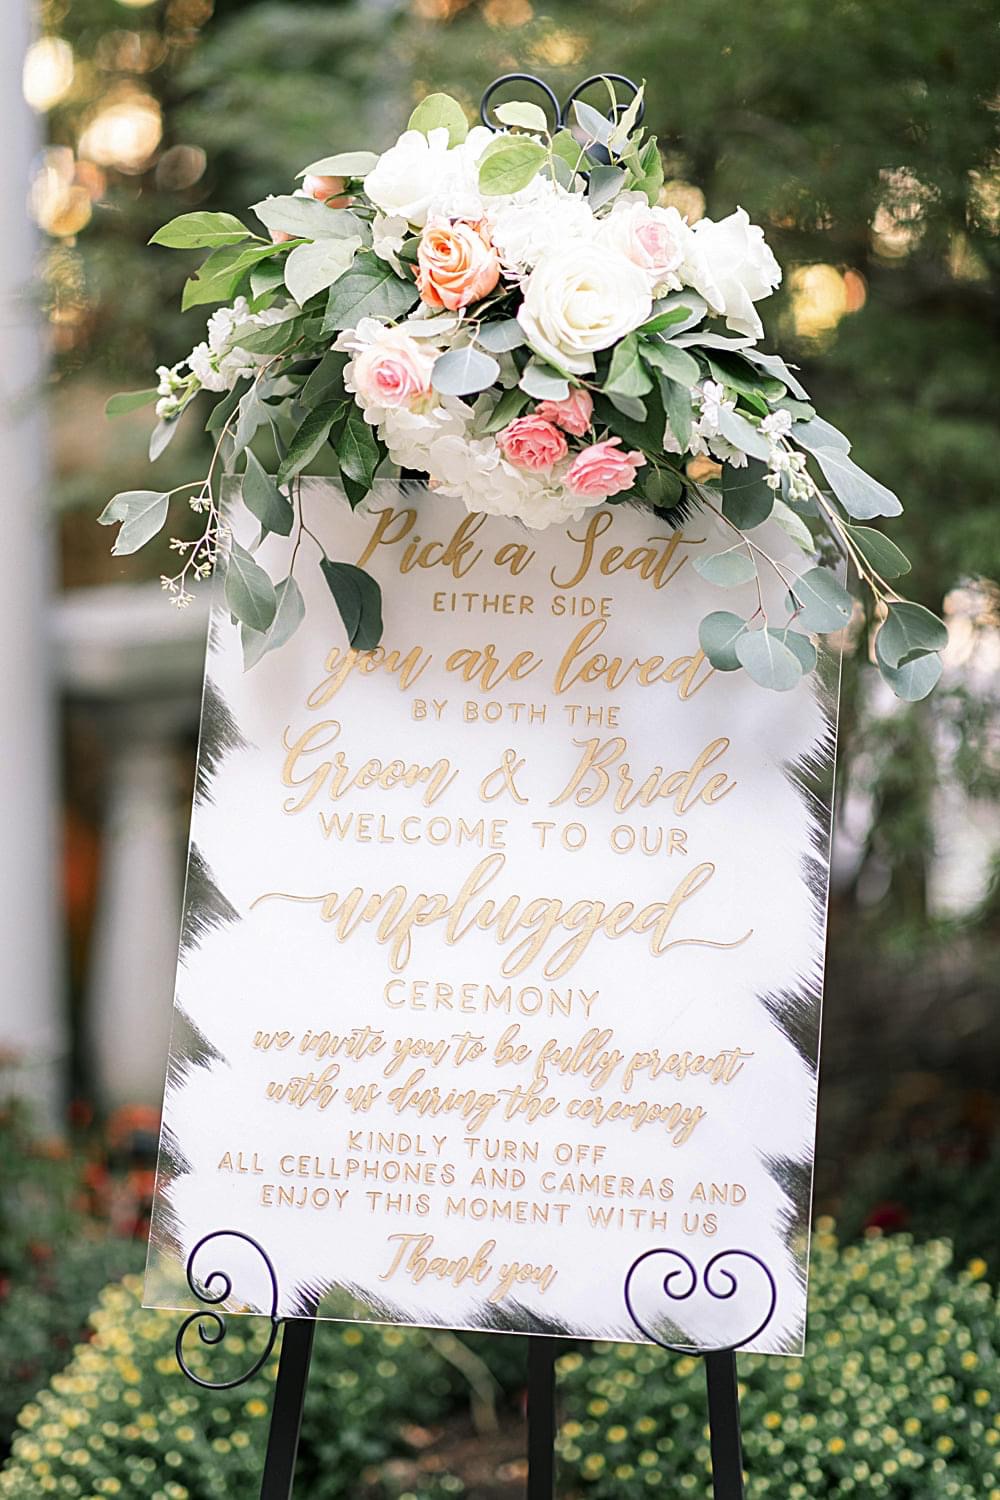 Pick a Seat
EITHER SIDE
you are loved
BY BOTH THE
Groom & Bride
WELCOME TO OUR
unplugged
CEREMONY
we invite you to be fully present
with us during the ceremony
KINDLY TURN OFF
ALL CELLPHONES AND CAMERAS AND
ENJOY THIS MOMENT WITH US
Thank you